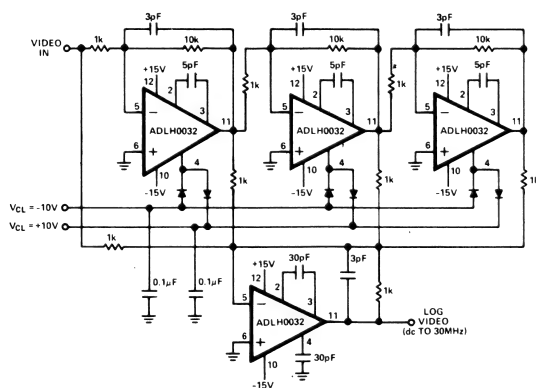 3pF 3pF 3pF
VIDEO IN 1k 10k 10k 10k
+15V 5pF 1k +15V 5pF 1k +15V 5pF
12 2 3 12 2 3 12 2 3
5 ADLH0032 11 5 ADLH0032 11 5 ADLH0032 11
6 4 6 4 6 4
10 10 10
-15V 1k -15V 1k -15V 1k
VCL = -10V
VCL = +10V
1k
0.1μF 0.1μF +15V 30pF 3pF 1k
12 2 3
5 ADLH0032 11 LOG
6 4 VIDEO
10 30pF (dc TO 30MHz)
-15V